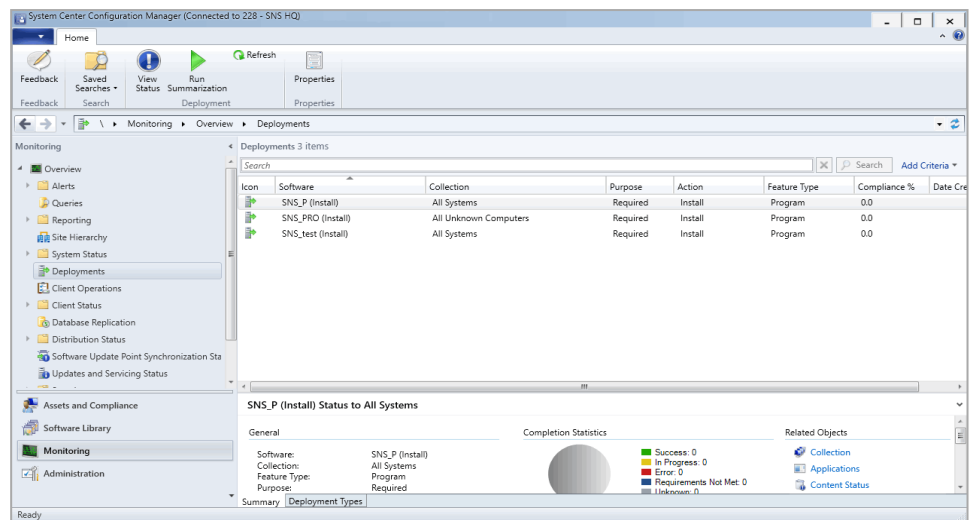 System Center Configuration Manager (Connected to 228 - SNS HQ)
Home
Feedback
Saved Searches
View Status
Run Summarization
Refresh
Properties
Feedback
Search
Deployment
Properties
\ Monitoring Overview Deployments
Monitoring
Overview
Alerts
Queries
Reporting
Site Hierarchy
System Status
Deployments
Client Operations
Client Status
Database Replication
Distribution Status
Software Update Point Synchronization Sta
Updates and Servicing Status
Assets and Compliance
Software Library
Monitoring
Administration
Deployments 3 items
Search
Search
Add Criteria
Icon Software Collection Purpose Action Feature Type Compliance % Date Cre
SNS_P (Install) All Systems Required Install Program 0.0
SNS_PRO (Install) All Unknown Computers Required Install Program 0.0
SNS_test (Install) All Systems Required Install Program 0.0
SNS_P (Install) Status to All Systems
General
Software: SNS_P (Install)
Collection: All Systems
Feature Type: Program
Purpose: Required
Completion Statistics
Success: 0
In Progress: 0
Error: 0
Requirements Not Met: 0
Unknown: 0
Related Objects
Collection
Applications
Content Status
Summary Deployment Types
Ready